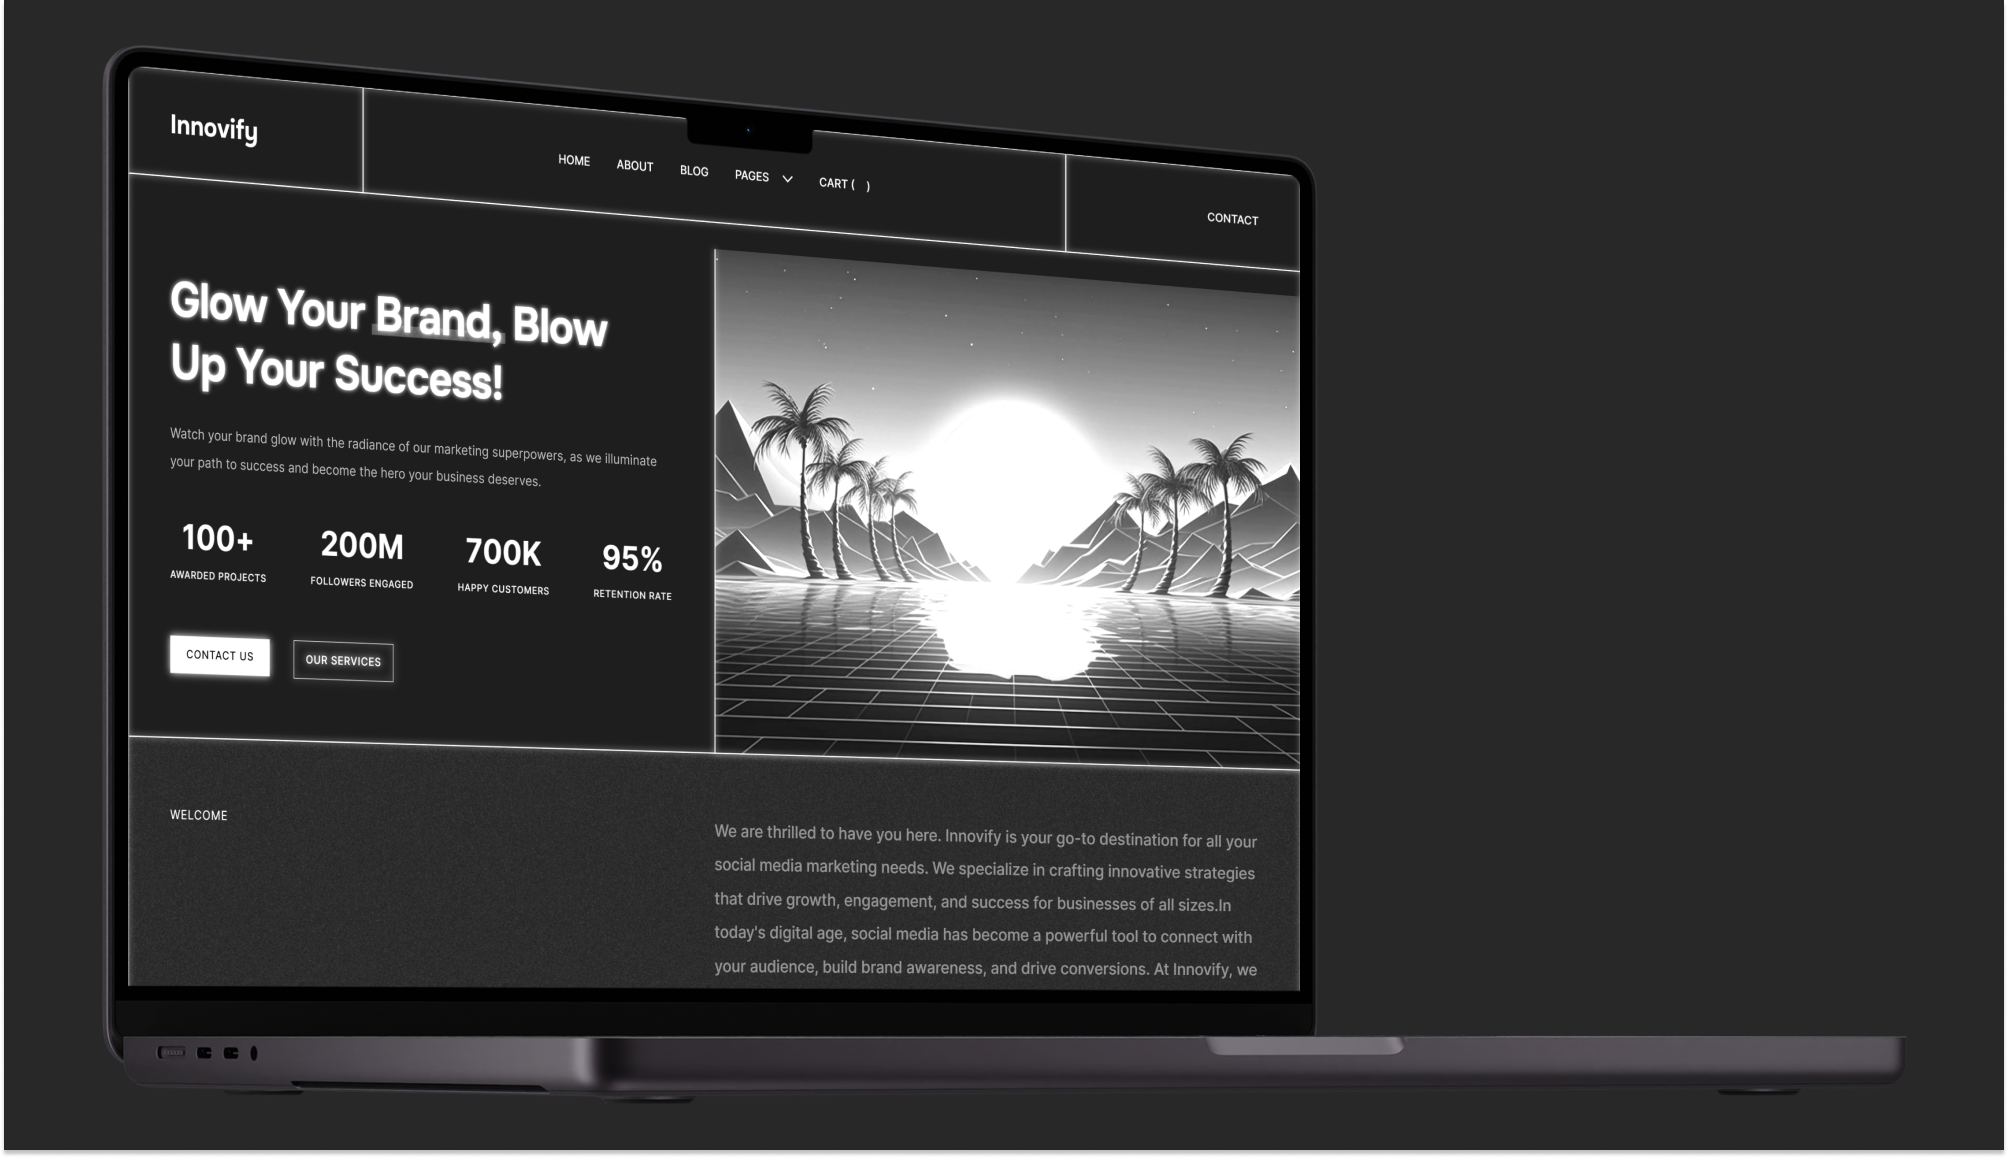 Innovify
HOME ABOUT BLOG PAGES CART ( )
CONTACT
Glow Your Brand, Blow
Up Your Success!
Watch your brand glow with the radiance of our marketing superpowers, as we illuminate
your path to success and become the hero your business deserves.
100+ 200M 700K 95%
AWARDED PROJECTS FOLLOWERS ENGAGED HAPPY CUSTOMERS RETENTION RATE
CONTACT US OUR SERVICES
WELCOME
We are thrilled to have you here. Innovify is your go-to destination for all your
social media marketing needs. We specialize in crafting innovative strategies
that drive growth, engagement, and success for businesses of all sizes.In
today's digital age, social media has become a powerful tool to connect with
your audience, build brand awareness, and drive conversions. At Innovify, we